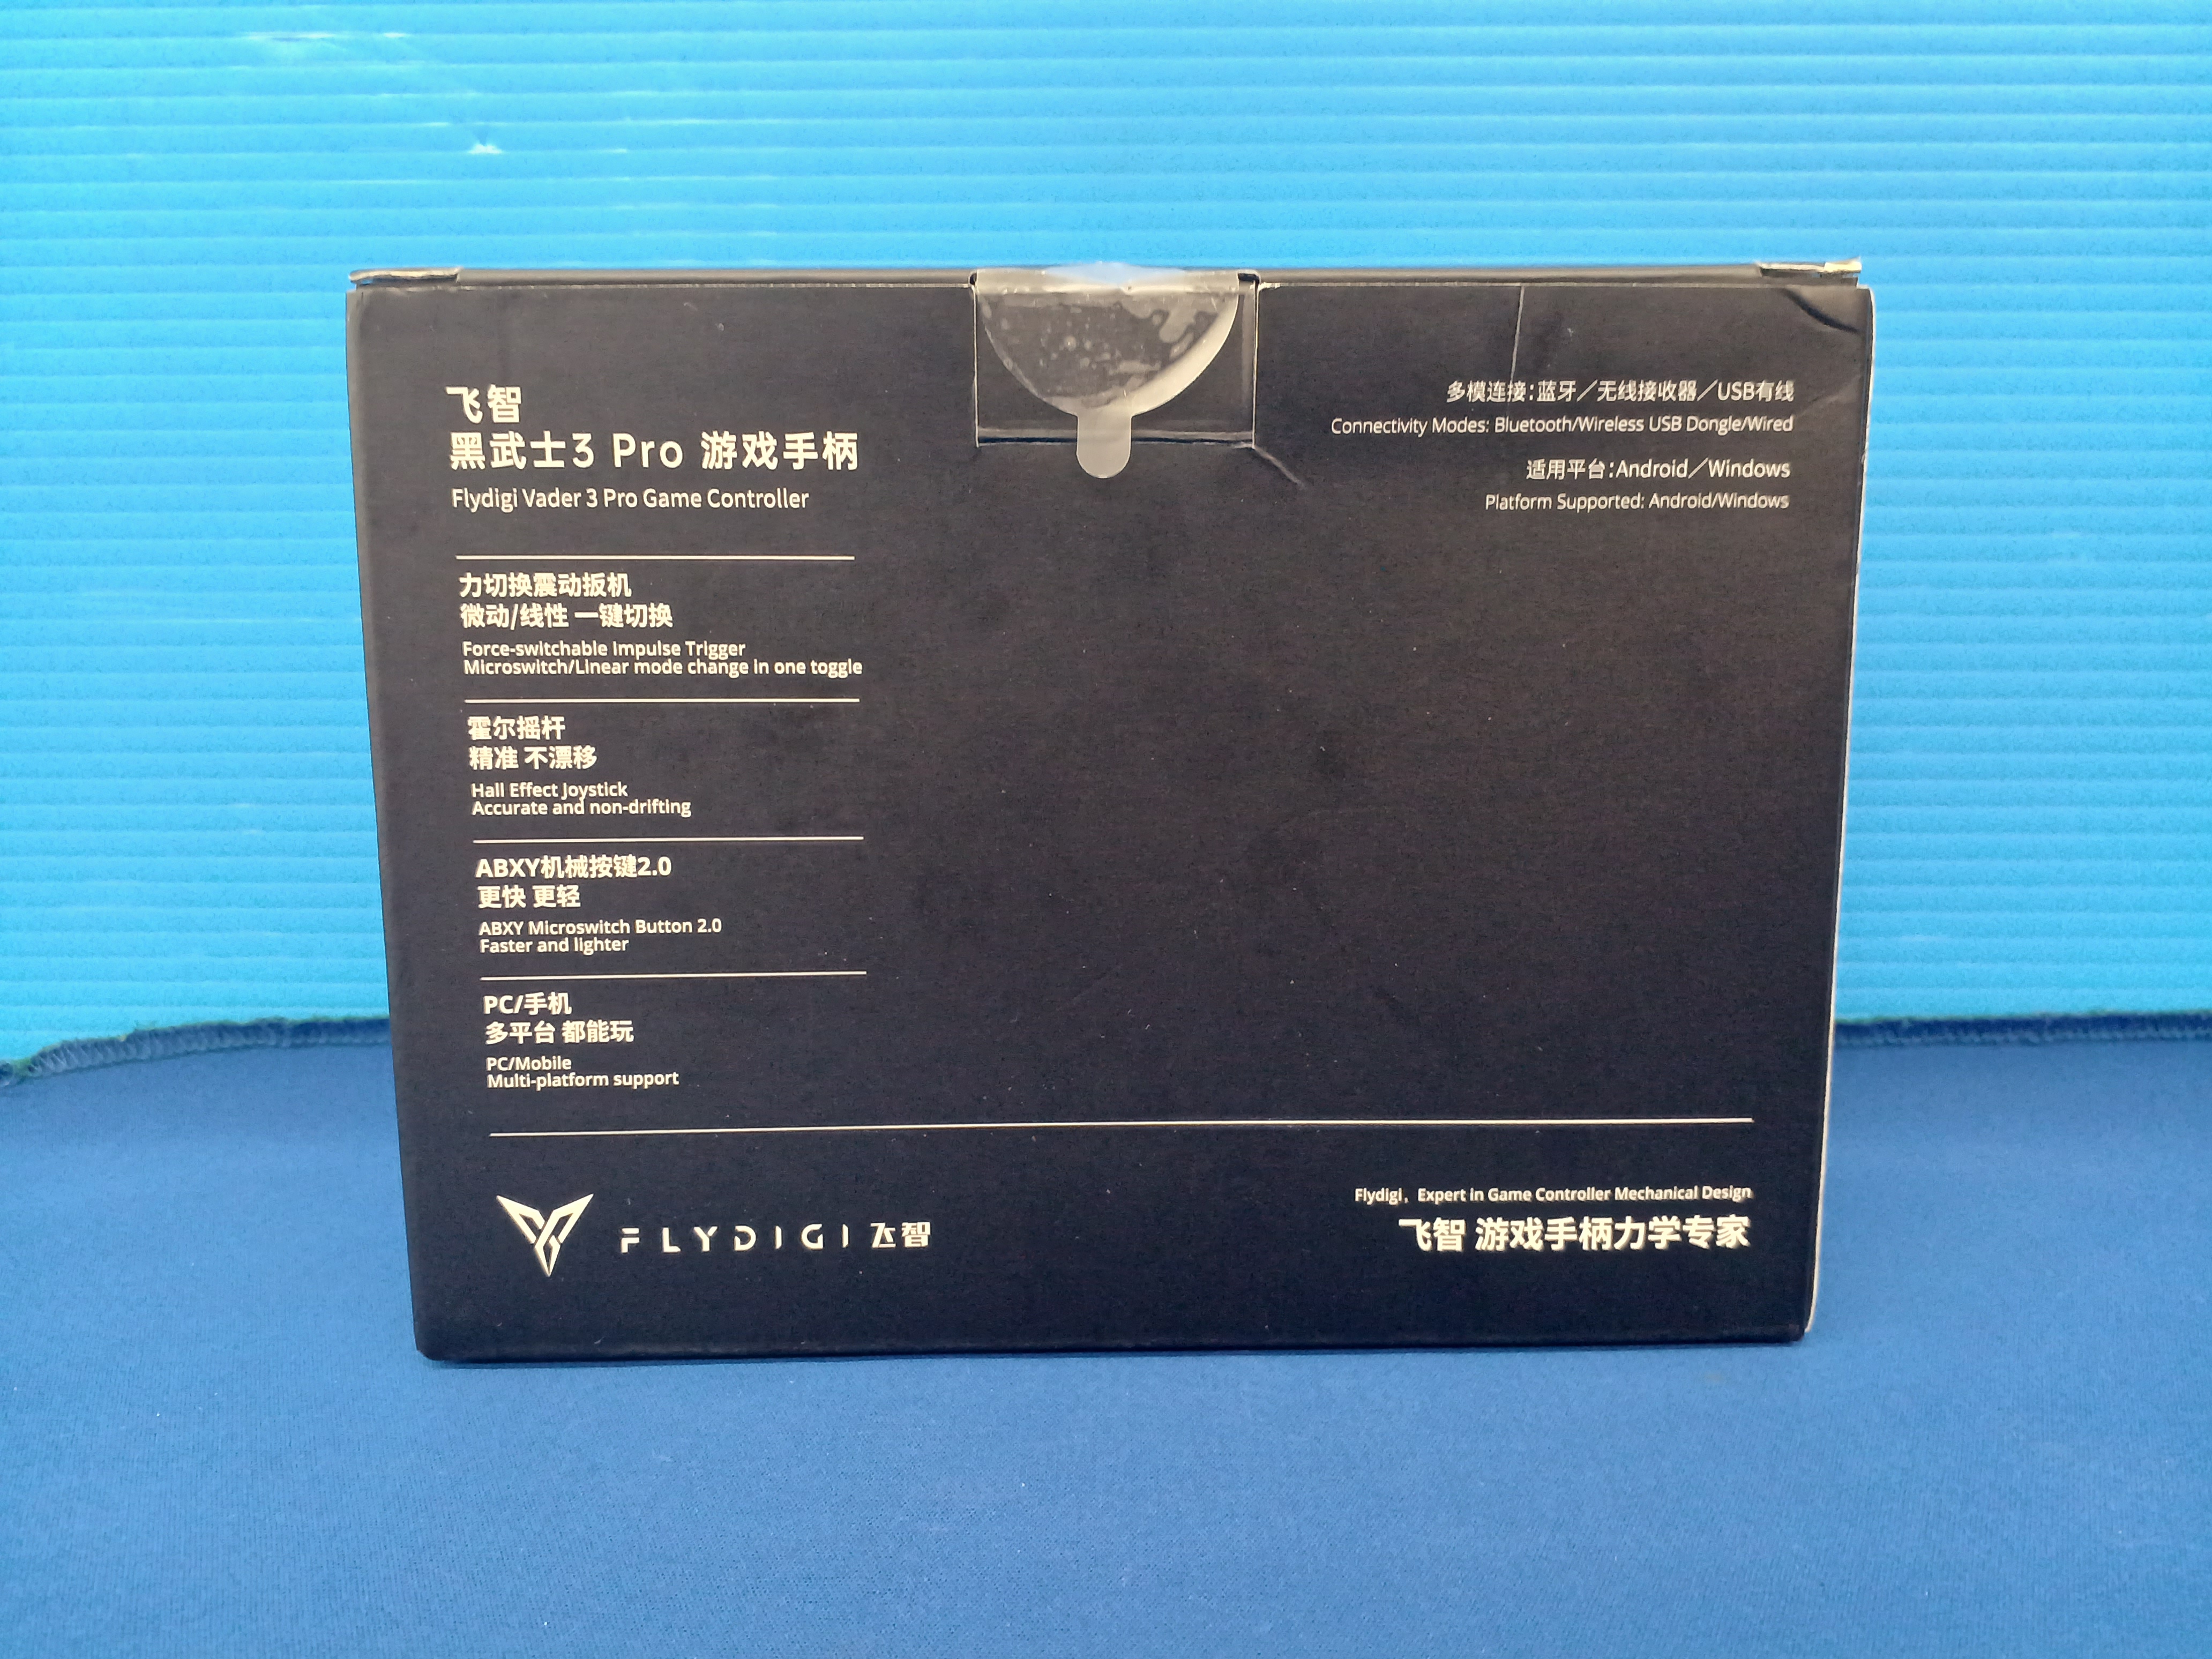 飞智
黑武士3 Pro 游戏手柄
Flydigi Vader 3 Pro Game Controller
力切换震动扳机
微动/线性 一键切换
Force-switchable Impulse Trigger
Microswitch/Linear mode change in one toggle
霍尔摇杆
精准 不漂移
Hall Effect Joystick
Accurate and non-drifting
ABXY机械按键2.0
更快 更轻
ABXY Microswitch Button 2.0
Faster and lighter
PC/手机
多平台 都能玩
PC/Mobile
Multi-platform support
多模连接:蓝牙/无线接收器/USB有线
Connectivity Modes: Bluetooth/Wireless USB Dongle/Wired
适用平台:Android/Windows
Platform Supported: Android/Windows
FLYDIGI 飞智
Flydigi, Expert in Game Controller Mechanical Design
飞智 游戏手柄力学专家